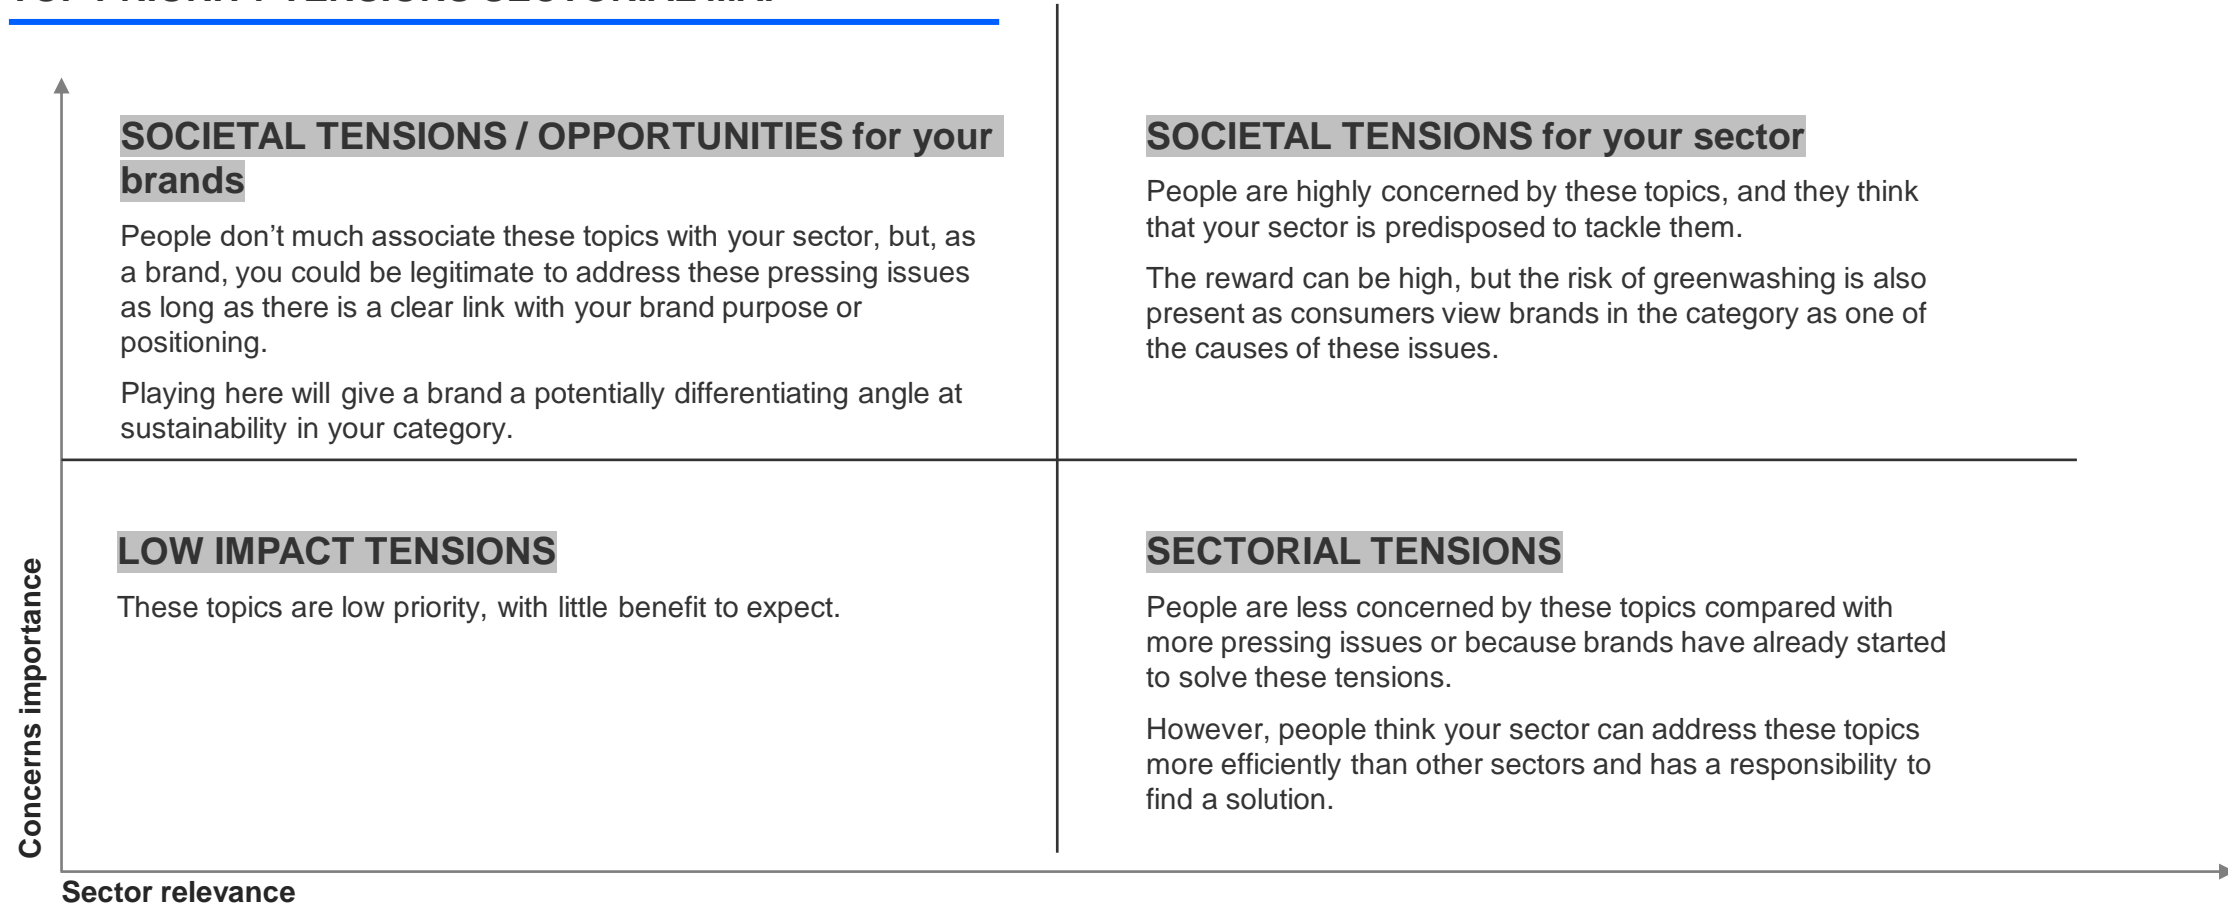 TOP PRIORITY TENSIONS SECTORIAL MAP
SOCIETAL TENSIONS / OPPORTUNITIES for your
brands
People don’t much associate these topics with your sector, but, as
a brand, you could be legitimate to address these pressing issues
as long as there is a clear link with your brand purpose or
positioning.
Playing here will give a brand a potentially differentiating angle at
sustainability in your category.
SOCIETAL TENSIONS for your sector
People are highly concerned by these topics, and they think
that your sector is predisposed to tackle them.
The reward can be high, but the risk of greenwashing is also
present as consumers view brands in the category as one of
the causes of these issues.
LOW IMPACT TENSIONS
These topics are low priority, with little benefit to expect.
SECTORIAL TENSIONS
People are less concerned by these topics compared with
more pressing issues or because brands have already started
to solve these tensions.
However, people think your sector can address these topics
more efficiently than other sectors and has a responsibility to
find a solution.
Concerns importance
Sector relevance